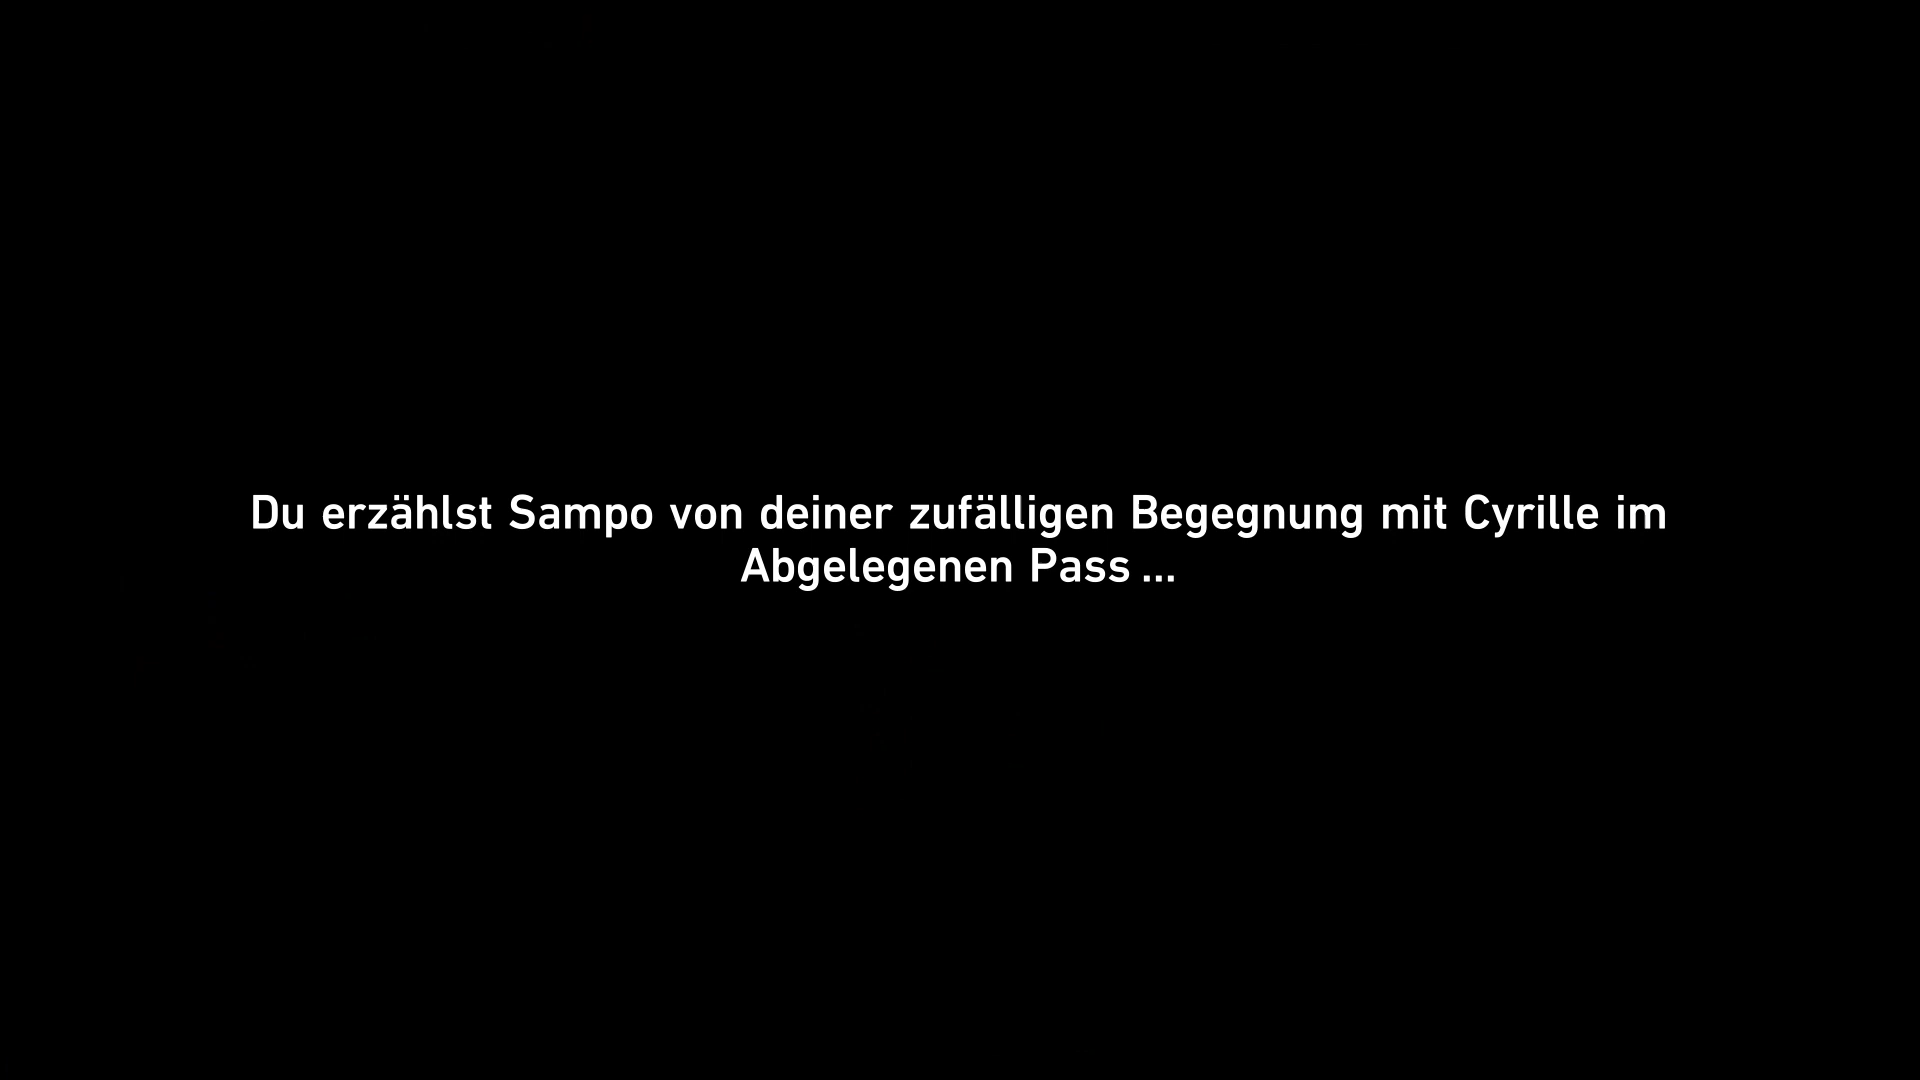 Du erzählst Sampo von deiner zufälligen Begegnung mit Cyrille im
Abgelegenen Pass ...